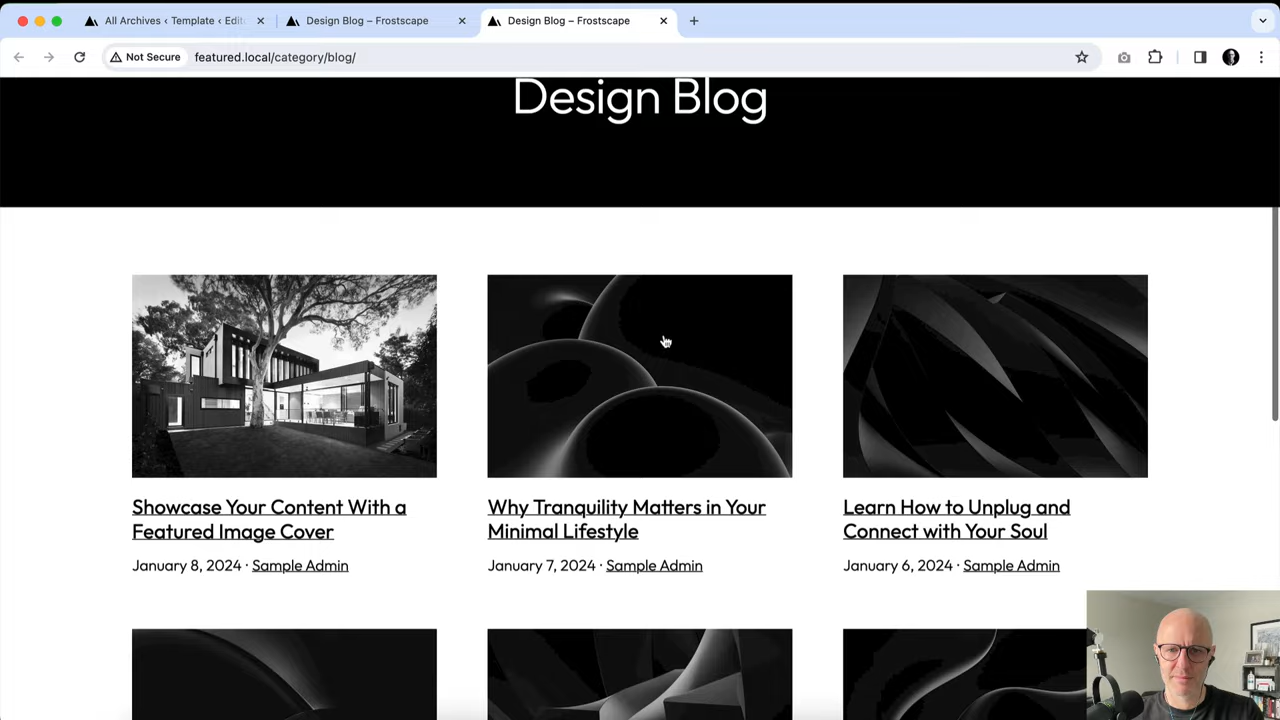 All Archives ‹ Template ‹ Edit
Design Blog – Frostscape
Design Blog – Frostscape
Not Secure
featured.local/category/blog/
Design Blog
Showcase Your Content With a
Featured Image Cover
January 8, 2024 · Sample Admin
Why Tranquility Matters in Your
Minimal Lifestyle
January 7, 2024 · Sample Admin
Learn How to Unplug and
Connect with Your Soul
January 6, 2024 · Sample Admin